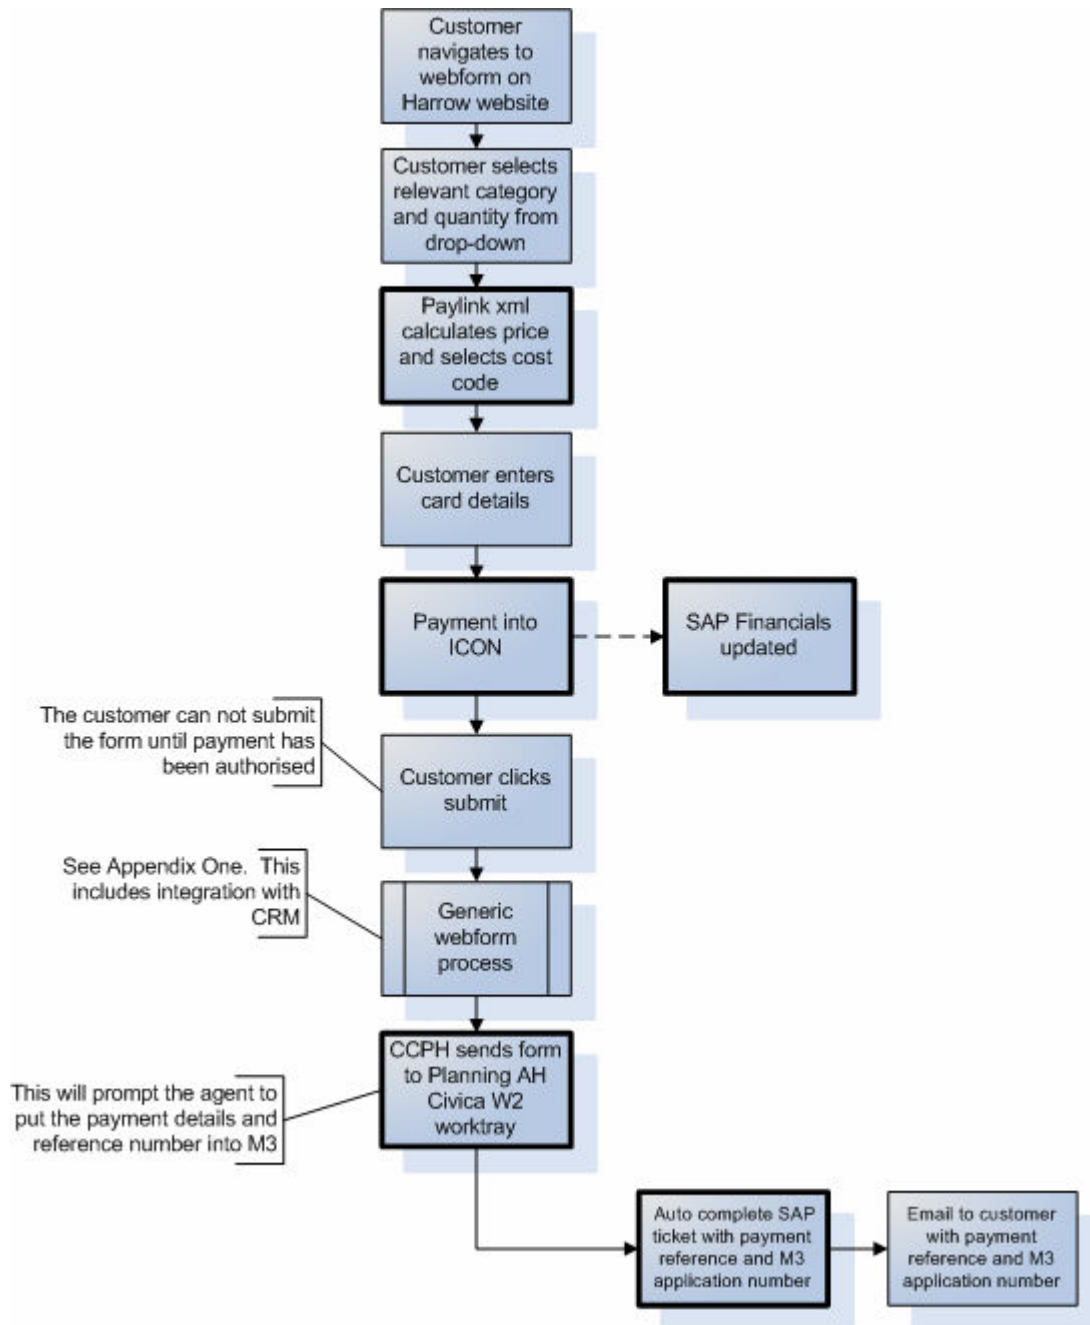 Customer
navigates to
webform on
Harrow website
Customer selects
relevant category
and quantity from
drop-down
Paylink xml
calculates price
and selects cost
code
Customer enters
card details
Payment into
ICON
SAP Financials
updated
The customer can not submit
the form until payment has
been authorised
Customer clicks
submit
See Appendix One.  This
includes integration with
CRM
Generic
webform
process
CCPH sends form
to Planning AH
Civica W2
worktray
This will prompt the agent to
put the payment details and
reference number into M3
Auto complete SAP
ticket with payment
reference and M3
application number
Email to customer
with payment
reference and M3
application number